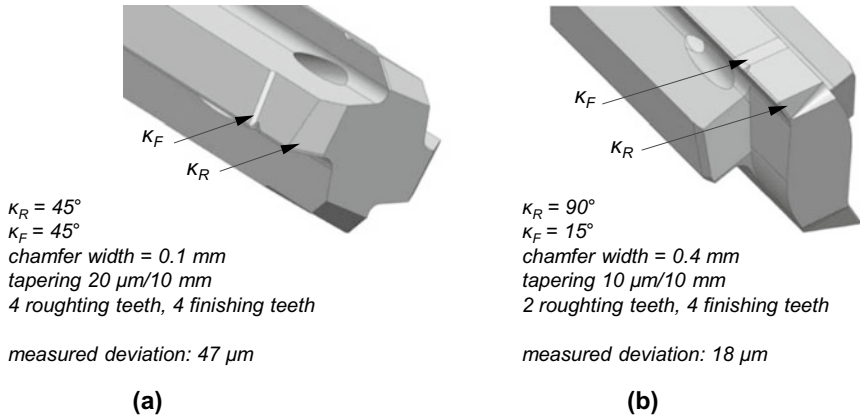 κF
κR
κR = 45°
κF = 45°
chamfer width = 0.1 mm
tapering 20 µm/10 mm
4 roughting teeth, 4 finishing teeth
measured deviation: 47 µm
(a)
κF
κR
κR = 90°
κF = 15°
chamfer width = 0.4 mm
tapering 10 µm/10 mm
2 roughting teeth, 4 finishing teeth
measured deviation: 18 µm
(b)